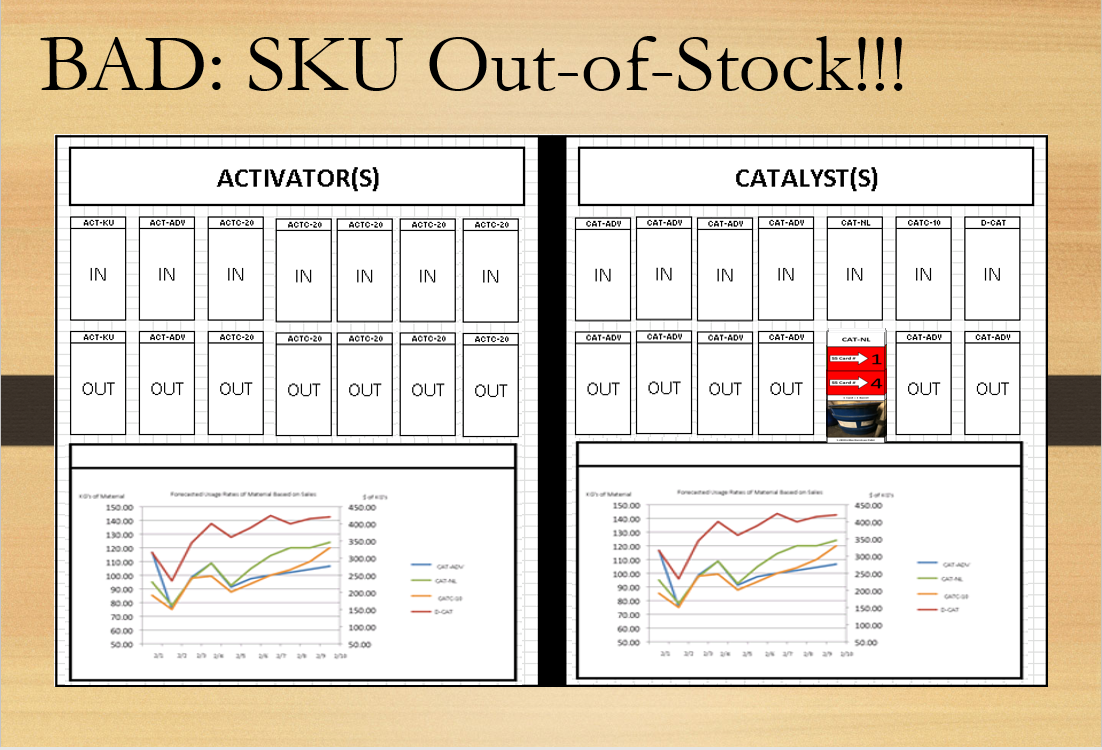 BAD: SKU Out-of-Stock!!!
ACTIVATOR(S)
ACT-KU ACT-ADV ACTC-20 ACTC-20 ACTC-20 ACTC-20 ACTC-20
IN IN IN IN IN IN IN
ACT-KU ACT-ADV ACTC-20 ACTC-20 ACTC-20 ACTC-20 ACTC-20
OUT OUT OUT OUT OUT OUT OUT
KG's of Material Forecasted Usage Rates of Material Based on Sales $ of KG's
150.00 450.00
140.00 400.00
130.00 350.00
120.00 300.00
110.00 250.00
100.00 200.00
90.00 150.00
80.00 100.00
70.00 50.00
60.00
50.00
CAT-ADV
CAT-NL
CATC-10
D-CAT
2/1 2/2 2/3 2/4 2/5 2/6 2/7 2/8 2/9 2/10
CATALYST(S)
CAT-ADV CAT-ADV CAT-ADV CAT-ADV CAT-NL CATC-10 D-CAT
IN IN IN IN IN IN IN
CAT-ADV CAT-ADV CAT-ADV CAT-ADV CAT-NL CAT-ADV CAT-ADV
SS Card # 1
SS Card # 4
OUT OUT OUT OUT OUT OUT
KG's of Material Forecasted Usage Rates of Material Based on Sales $ of KG's
150.00 450.00
140.00 400.00
130.00 350.00
120.00 300.00
110.00 250.00
100.00 200.00
90.00 150.00
80.00 100.00
70.00 50.00
60.00
50.00
CAT-ADV
CAT-NL
CATC-10
D-CAT
2/1 2/2 2/3 2/4 2/5 2/6 2/7 2/8 2/9 2/10